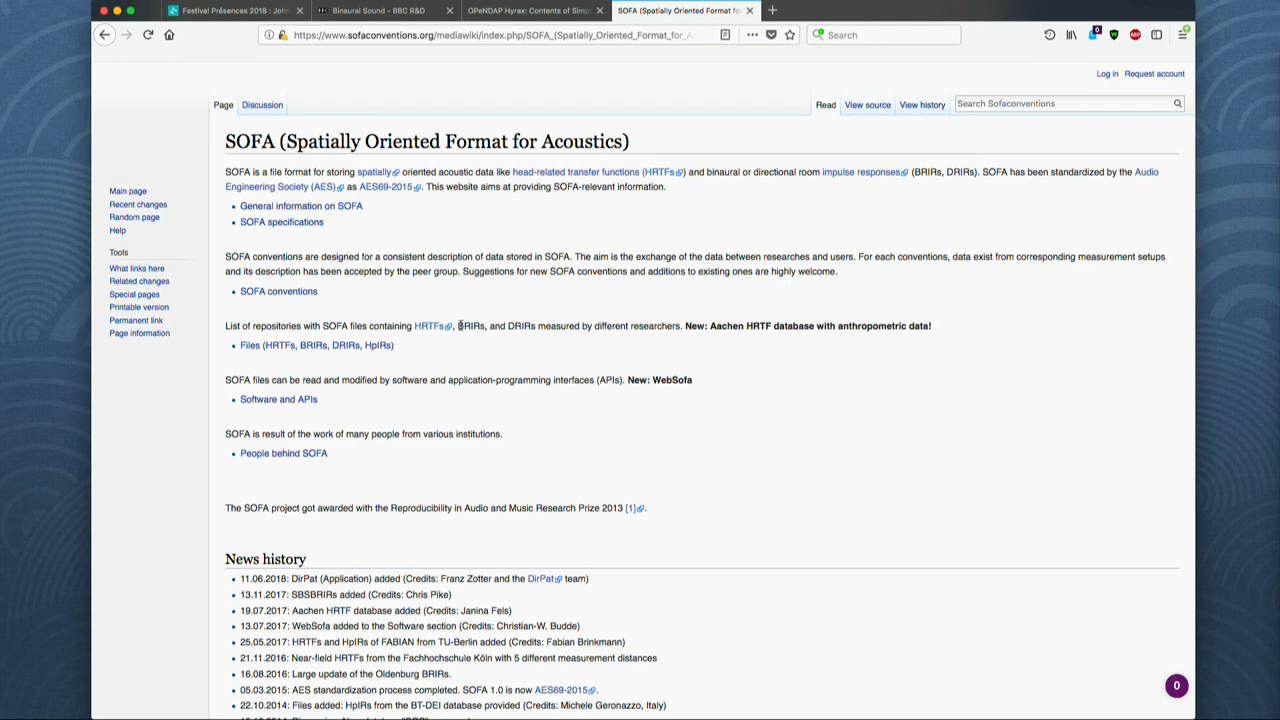 Festival Présences 2018 : John
Binaural Sound - BBC R&D
OPeNDAP Hyrax: Contents of Simp
SOFA (Spatially Oriented Format fo
https://www.sofaconventions.org/mediawiki/index.php/SOFA_(Spatially_Oriented_Format_for_A
Search
0
ABP
Log in Request account
Page Discussion Read View source View history Search Sofaconventions
SOFA (Spatially Oriented Format for Acoustics)
SOFA is a file format for storing spatially oriented acoustic data like head-related transfer functions (HRTFs) and binaural or directional room impulse responses (BRIRs, DRIRs). SOFA has been standardized by the Audio
Engineering Society (AES) as AES69-2015. This website aims at providing SOFA-relevant information.
General information on SOFA
SOFA specifications
SOFA conventions are designed for a consistent description of data stored in SOFA. The aim is the exchange of the data between researches and users. For each conventions, data exist from corresponding measurement setups
and its description has been accepted by the peer group. Suggestions for new SOFA conventions and additions to existing ones are highly welcome.
SOFA conventions
List of repositories with SOFA files containing HRTFs, BRIRs, and DRIRs measured by different researchers. New: Aachen HRTF database with anthropometric data!
Files (HRTFs, BRIRs, DRIRs, HpIRs)
SOFA files can be read and modified by software and application-programming interfaces (APIs). New: WebSofa
Software and APIs
SOFA is result of the work of many people from various institutions.
People behind SOFA
The SOFA project got awarded with the Reproducibility in Audio and Music Research Prize 2013 [1].
News history
11.06.2018: DirPat (Application) added (Credits: Franz Zotter and the DirPat team)
13.11.2017: SBSBRIRs added (Credits: Chris Pike)
19.07.2017: Aachen HRTF database added (Credits: Janina Fels)
13.07.2017: WebSofa added to the Software section (Credits: Christian-W. Budde)
25.05.2017: HRTFs and HpIRs of FABIAN from TU-Berlin added (Credits: Fabian Brinkmann)
21.11.2016: Near-field HRTFs from the Fachhochschule Köln with 5 different measurement distances
16.08.2016: Large update of the Oldenburg BRIRs.
05.03.2015: AES standardization process completed. SOFA 1.0 is now AES69-2015.
22.10.2014: Files added: HpIRs from the BT-DEI database provided (Credits: Michele Geronazzo, Italy)
Main page
Recent changes
Random page
Help
Tools
What links here
Related changes
Special pages
Printable version
Permanent link
Page information
0